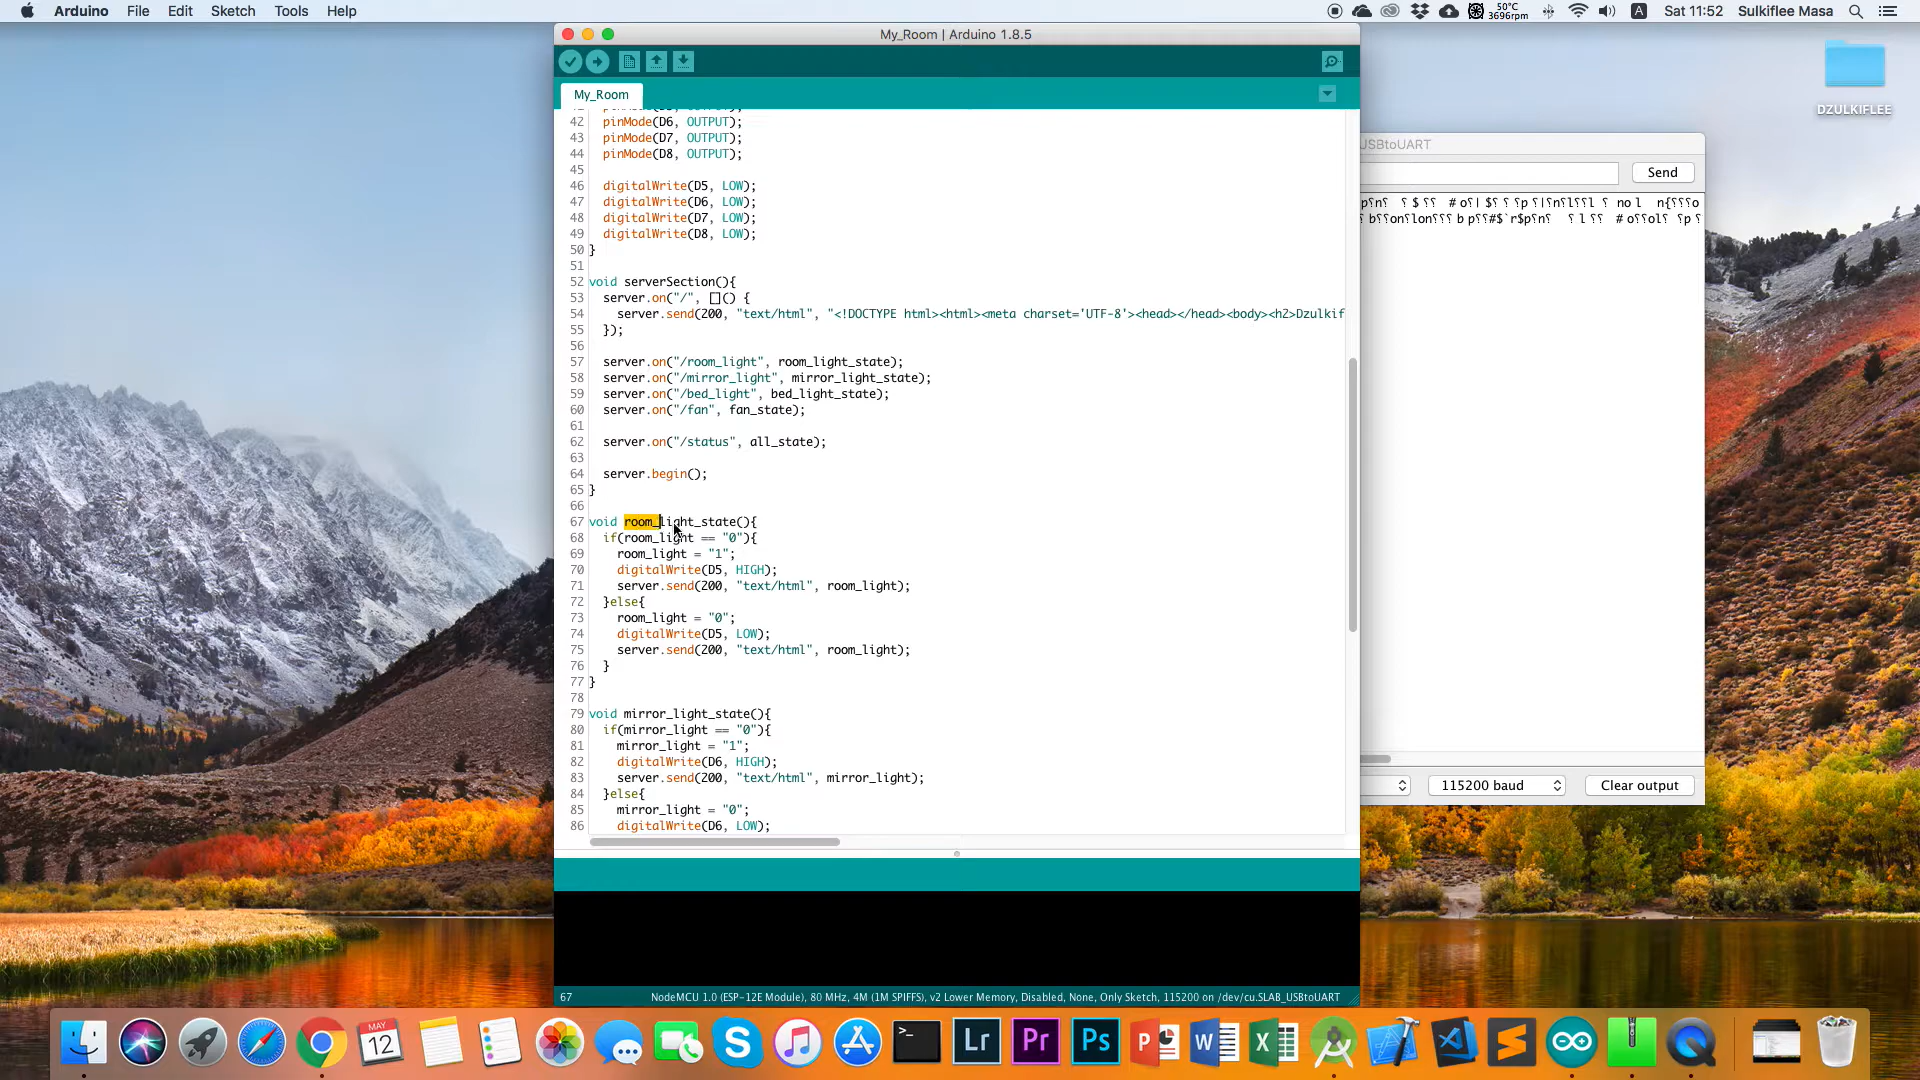 Arduino File Edit Sketch Tools Help
50°C
3696rpm
A Sat 11:52 Sulkiflee Masa
My_Room | Arduino 1.8.5
DZULKIFLEE
My_Room
42 pinMode(D6, OUTPUT);
43 pinMode(D7, OUTPUT);
44 pinMode(D8, OUTPUT);
45
46 digitalWrite(D5, LOW);
47 digitalWrite(D6, LOW);
48 digitalWrite(D7, LOW);
49 digitalWrite(D8, LOW);
50 }
51
52 void serverSection(){
53 server.on("/", []() {
54 server.send(200, "text/html", "<!DOCTYPE html><html><meta charset='UTF-8'><head></head><body><h2>Dzulkif
55 });
56
57 server.on("/room_light", room_light_state);
58 server.on("/mirror_light", mirror_light_state);
59 server.on("/bed_light", bed_light_state);
60 server.on("/fan", fan_state);
61
62 server.on("/status", all_state);
63
64 server.begin();
65 }
66
67 void room_light_state(){
68 if(room_light == "0"){
69 room_light = "1";
70 digitalWrite(D5, HIGH);
71 server.send(200, "text/html", room_light);
72 }else{
73 room_light = "0";
74 digitalWrite(D5, LOW);
75 server.send(200, "text/html", room_light);
76 }
77 }
78
79 void mirror_light_state(){
80 if(mirror_light == "0"){
81 mirror_light = "1";
82 digitalWrite(D6, HIGH);
83 server.send(200, "text/html", mirror_light);
84 }else{
85 mirror_light = "0";
86 digitalWrite(D6, LOW);
USBtoUART
Send
115200 baud
Clear output
67 NodeMCU 1.0 (ESP-12E Module), 80 MHz, 4M (1M SPIFFS), v2 Lower Memory, Disabled, None, Only Sketch, 115200 on /dev/cu.SLAB_USBtoUART
MAY
12
Lr
Pr
Ps